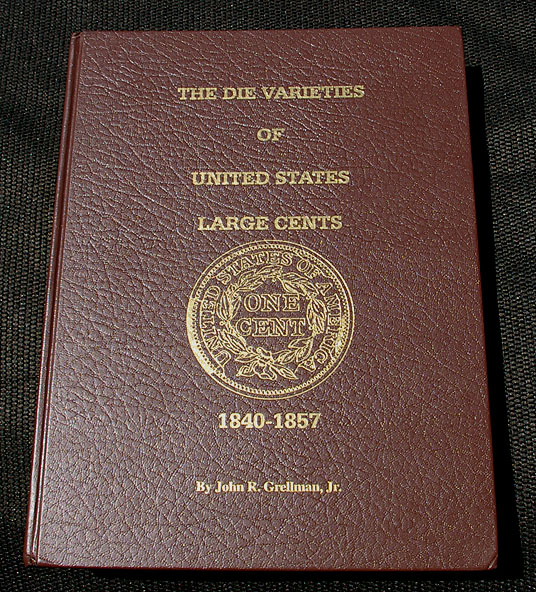 THE DIE VARIETIES
OF
UNITED STATES
LARGE CENTS
UNITED STATES OF AMERICA
ONE
CENT
1840-1857
By John R. Grellman, Jr.